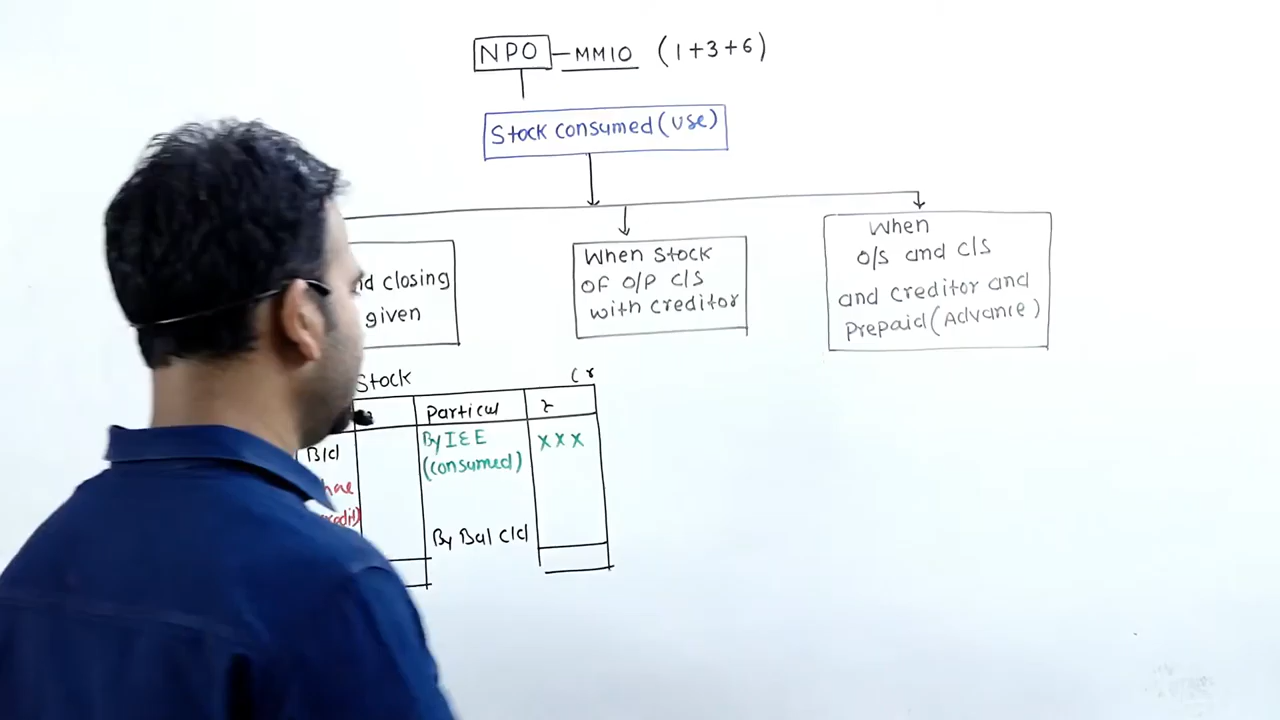 NPO — MM10 (1+3+6)
Stock consumed (use)
closing
given
When Stock
of O/P C/S
with creditor
When
O/S and C/S
and creditor and
Prepaid (Advance)
Stock
Cr
Particul ₹
B/d By I&E xxx
(consumed)
By Bal C/d